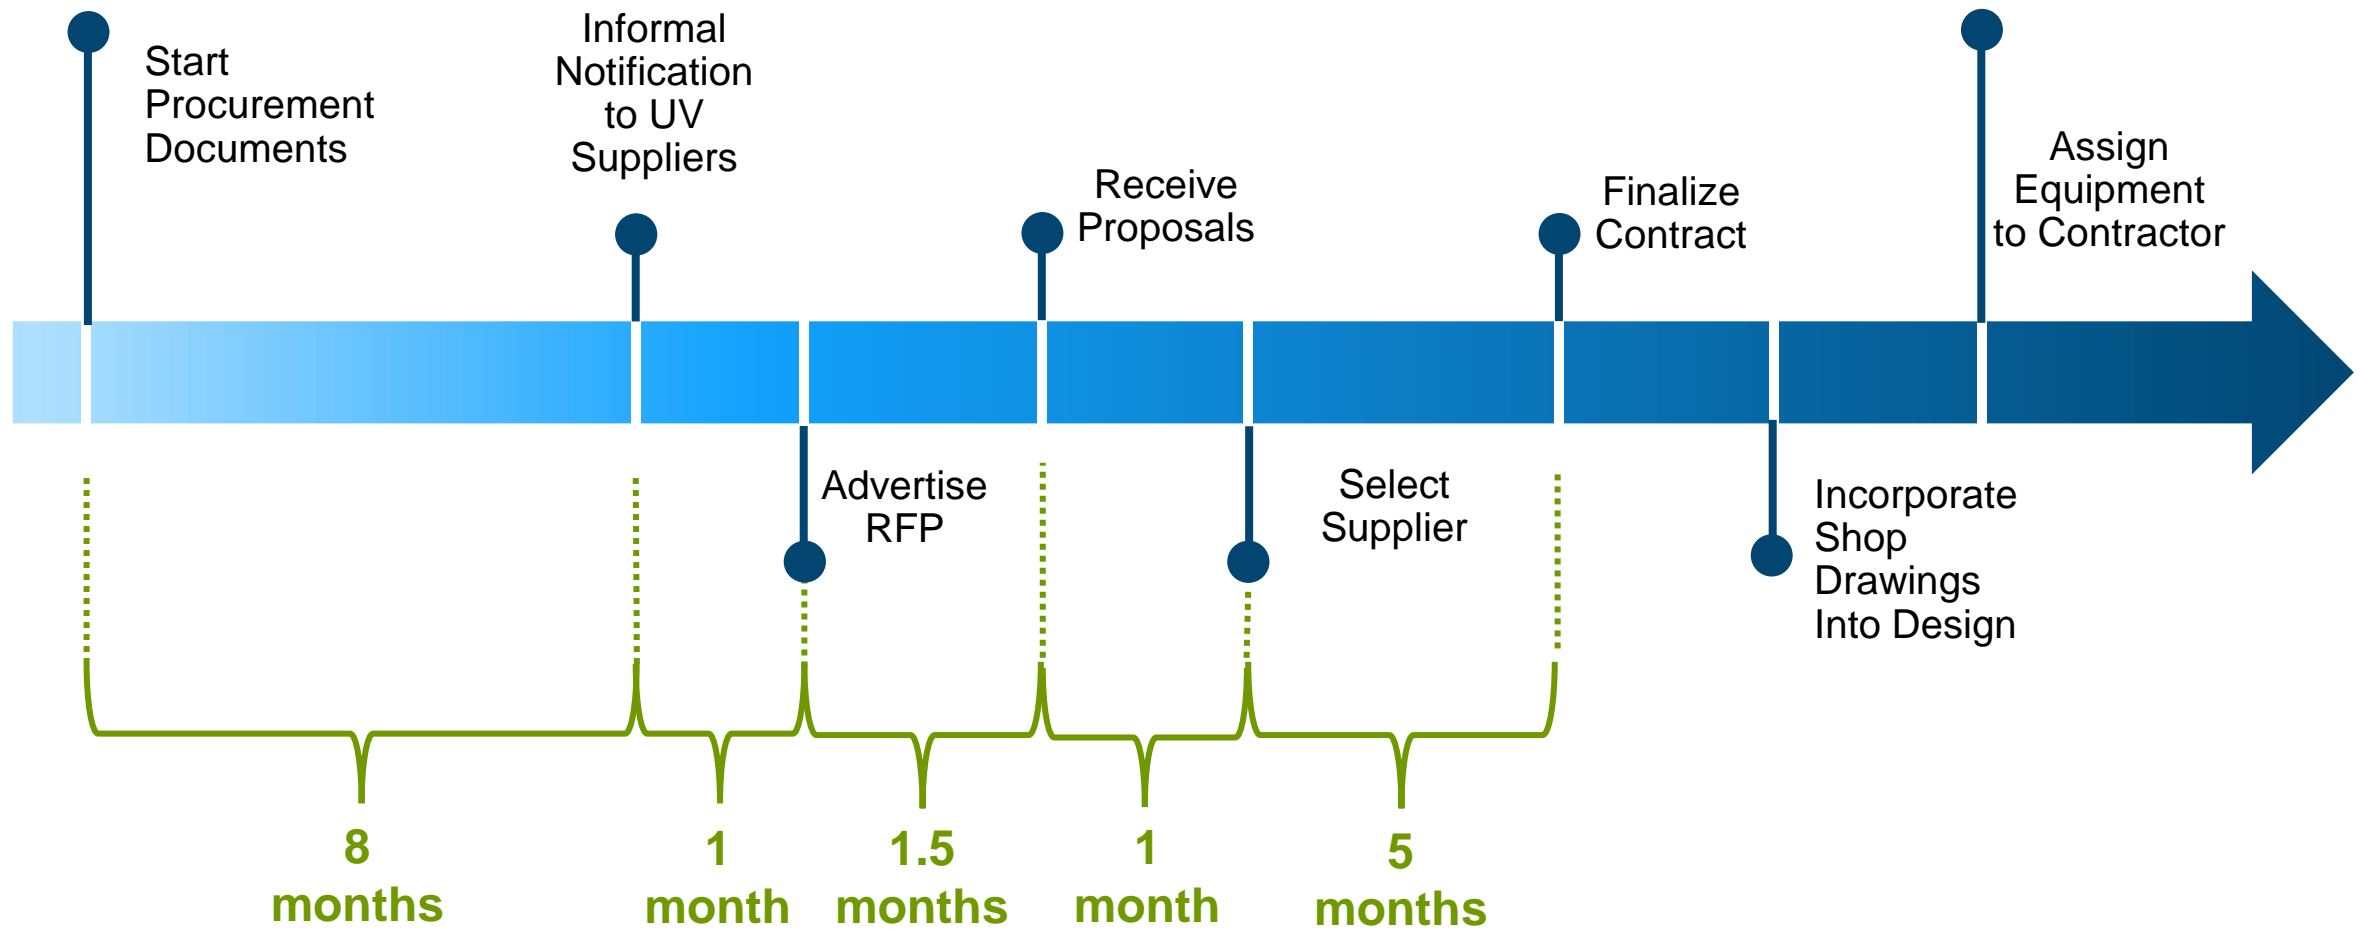 Start
Procurement
Documents
Informal
Notification
to UV
Suppliers
Receive
Proposals
Finalize
Contract
Assign
Equipment
to Contractor
Advertise
RFP
Select
Supplier
Incorporate
Shop
Drawings
Into Design
8
months
1
month
1.5
months
1
month
5
months